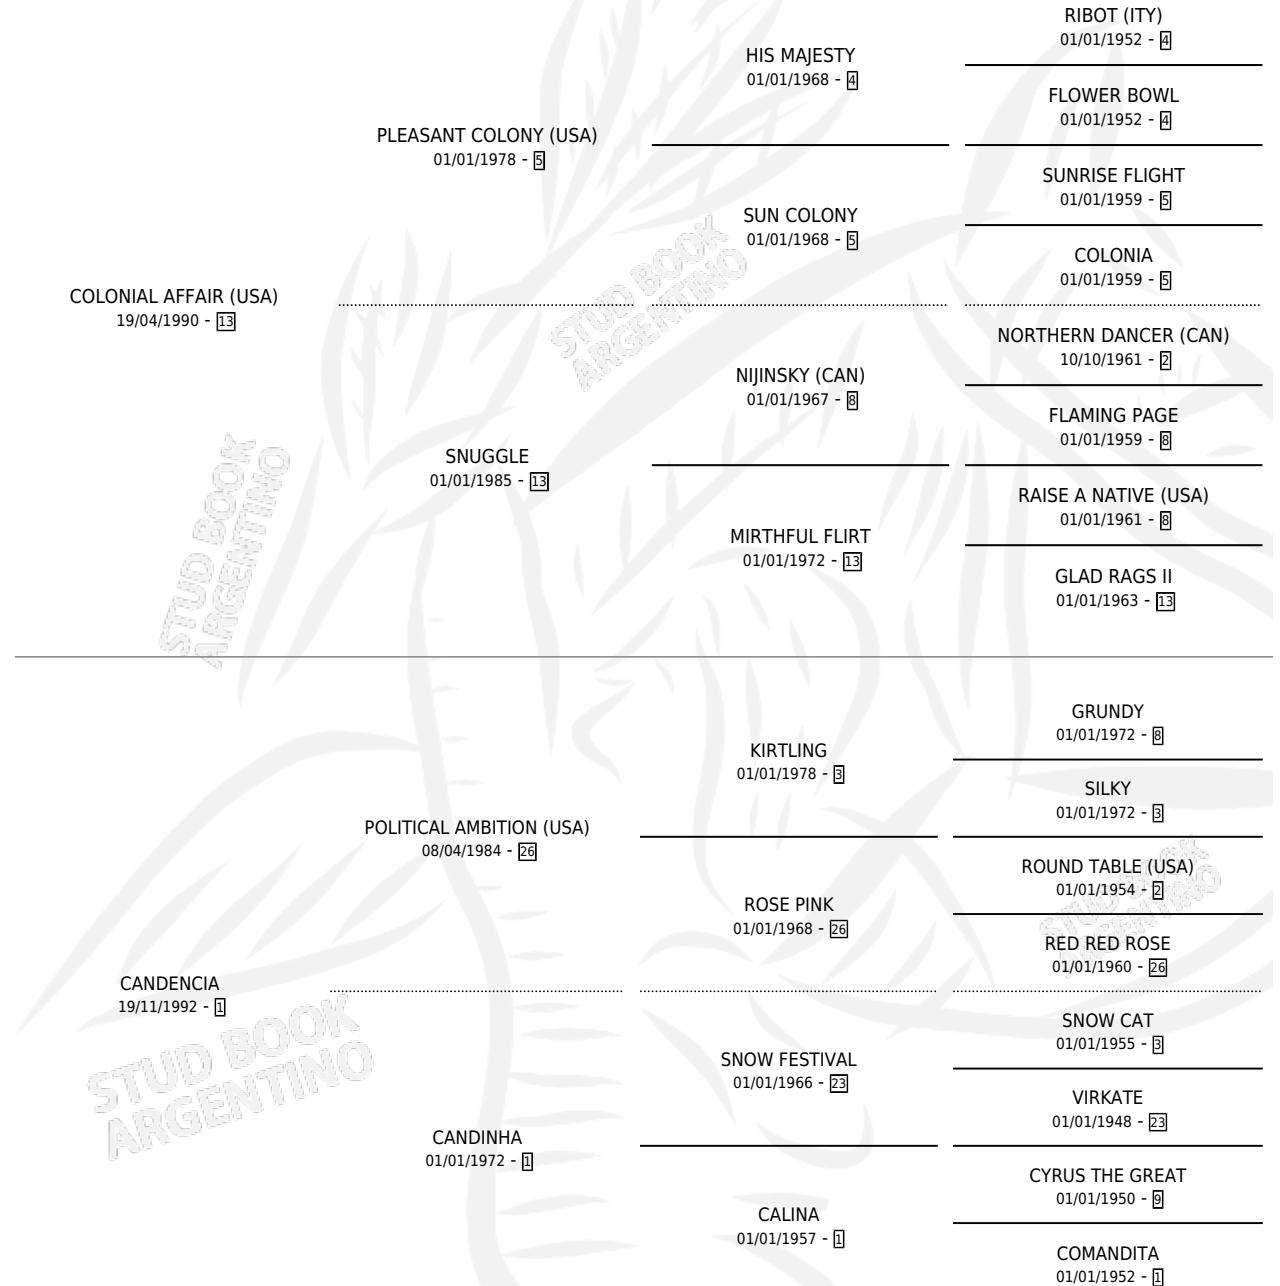 RIBOT (ITY)
01/01/1952 - 4
HIS MAJESTY
01/01/1968 - 4
FLOWER BOWL
01/01/1952 - 4
PLEASANT COLONY (USA)
01/01/1978 - 5
SUNRISE FLIGHT
01/01/1959 - 5
SUN COLONY
01/01/1968 - 5
COLONIA
01/01/1959 - 5
COLONIAL AFFAIR (USA)
19/04/1990 - 13
NORTHERN DANCER (CAN)
10/10/1961 - 2
NIJINSKY (CAN)
01/01/1967 - 8
FLAMING PAGE
01/01/1959 - 8
SNUGGLE
01/01/1985 - 13
RAISE A NATIVE (USA)
01/01/1961 - 8
MIRTHFUL FLIRT
01/01/1972 - 13
GLAD RAGS II
01/01/1963 - 13
STUD BOOK
ARGENTINO
STUD BOOK
ARGENTINO
GRUNDY
01/01/1972 - 8
KIRTLING
01/01/1978 - 3
SILKY
01/01/1972 - 3
POLITICAL AMBITION (USA)
08/04/1984 - 26
ROUND TABLE (USA)
01/01/1954 - 2
ROSE PINK
01/01/1968 - 26
RED RED ROSE
01/01/1960 - 26
STUD BOOK
ARGENTINO
CANDENCIA
19/11/1992 - 1
SNOW CAT
01/01/1955 - 3
SNOW FESTIVAL
01/01/1966 - 23
VIRKATE
01/01/1948 - 23
STUD BOOK
ARGENTINO
CANDINHA
01/01/1972 - 1
CYRUS THE GREAT
01/01/1950 - 9
CALINA
01/01/1957 - 1
COMANDITA
01/01/1952 - 1